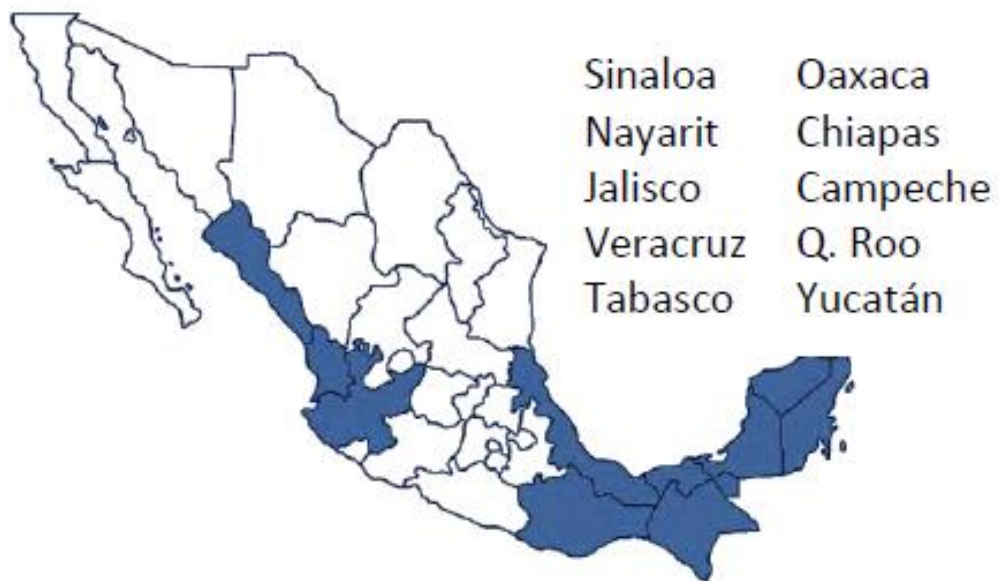 Sinaloa Oaxaca
Nayarit Chiapas
Jalisco Campeche
Veracruz Q. Roo
Tabasco Yucatán